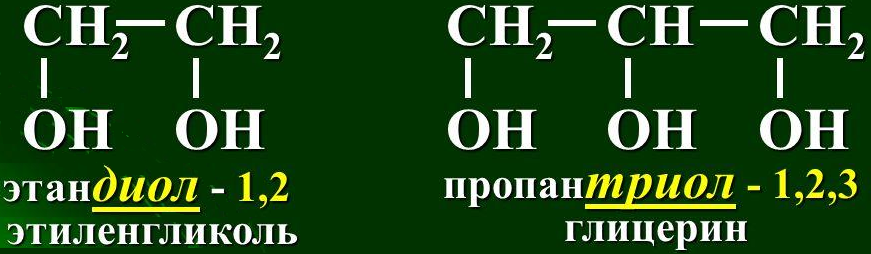 CH₂—CH₂
OH OH
этандиол - 1,2
этиленгликоль
CH₂—CH—CH₂
OH OH OH
пропантриол - 1,2,3
глицерин